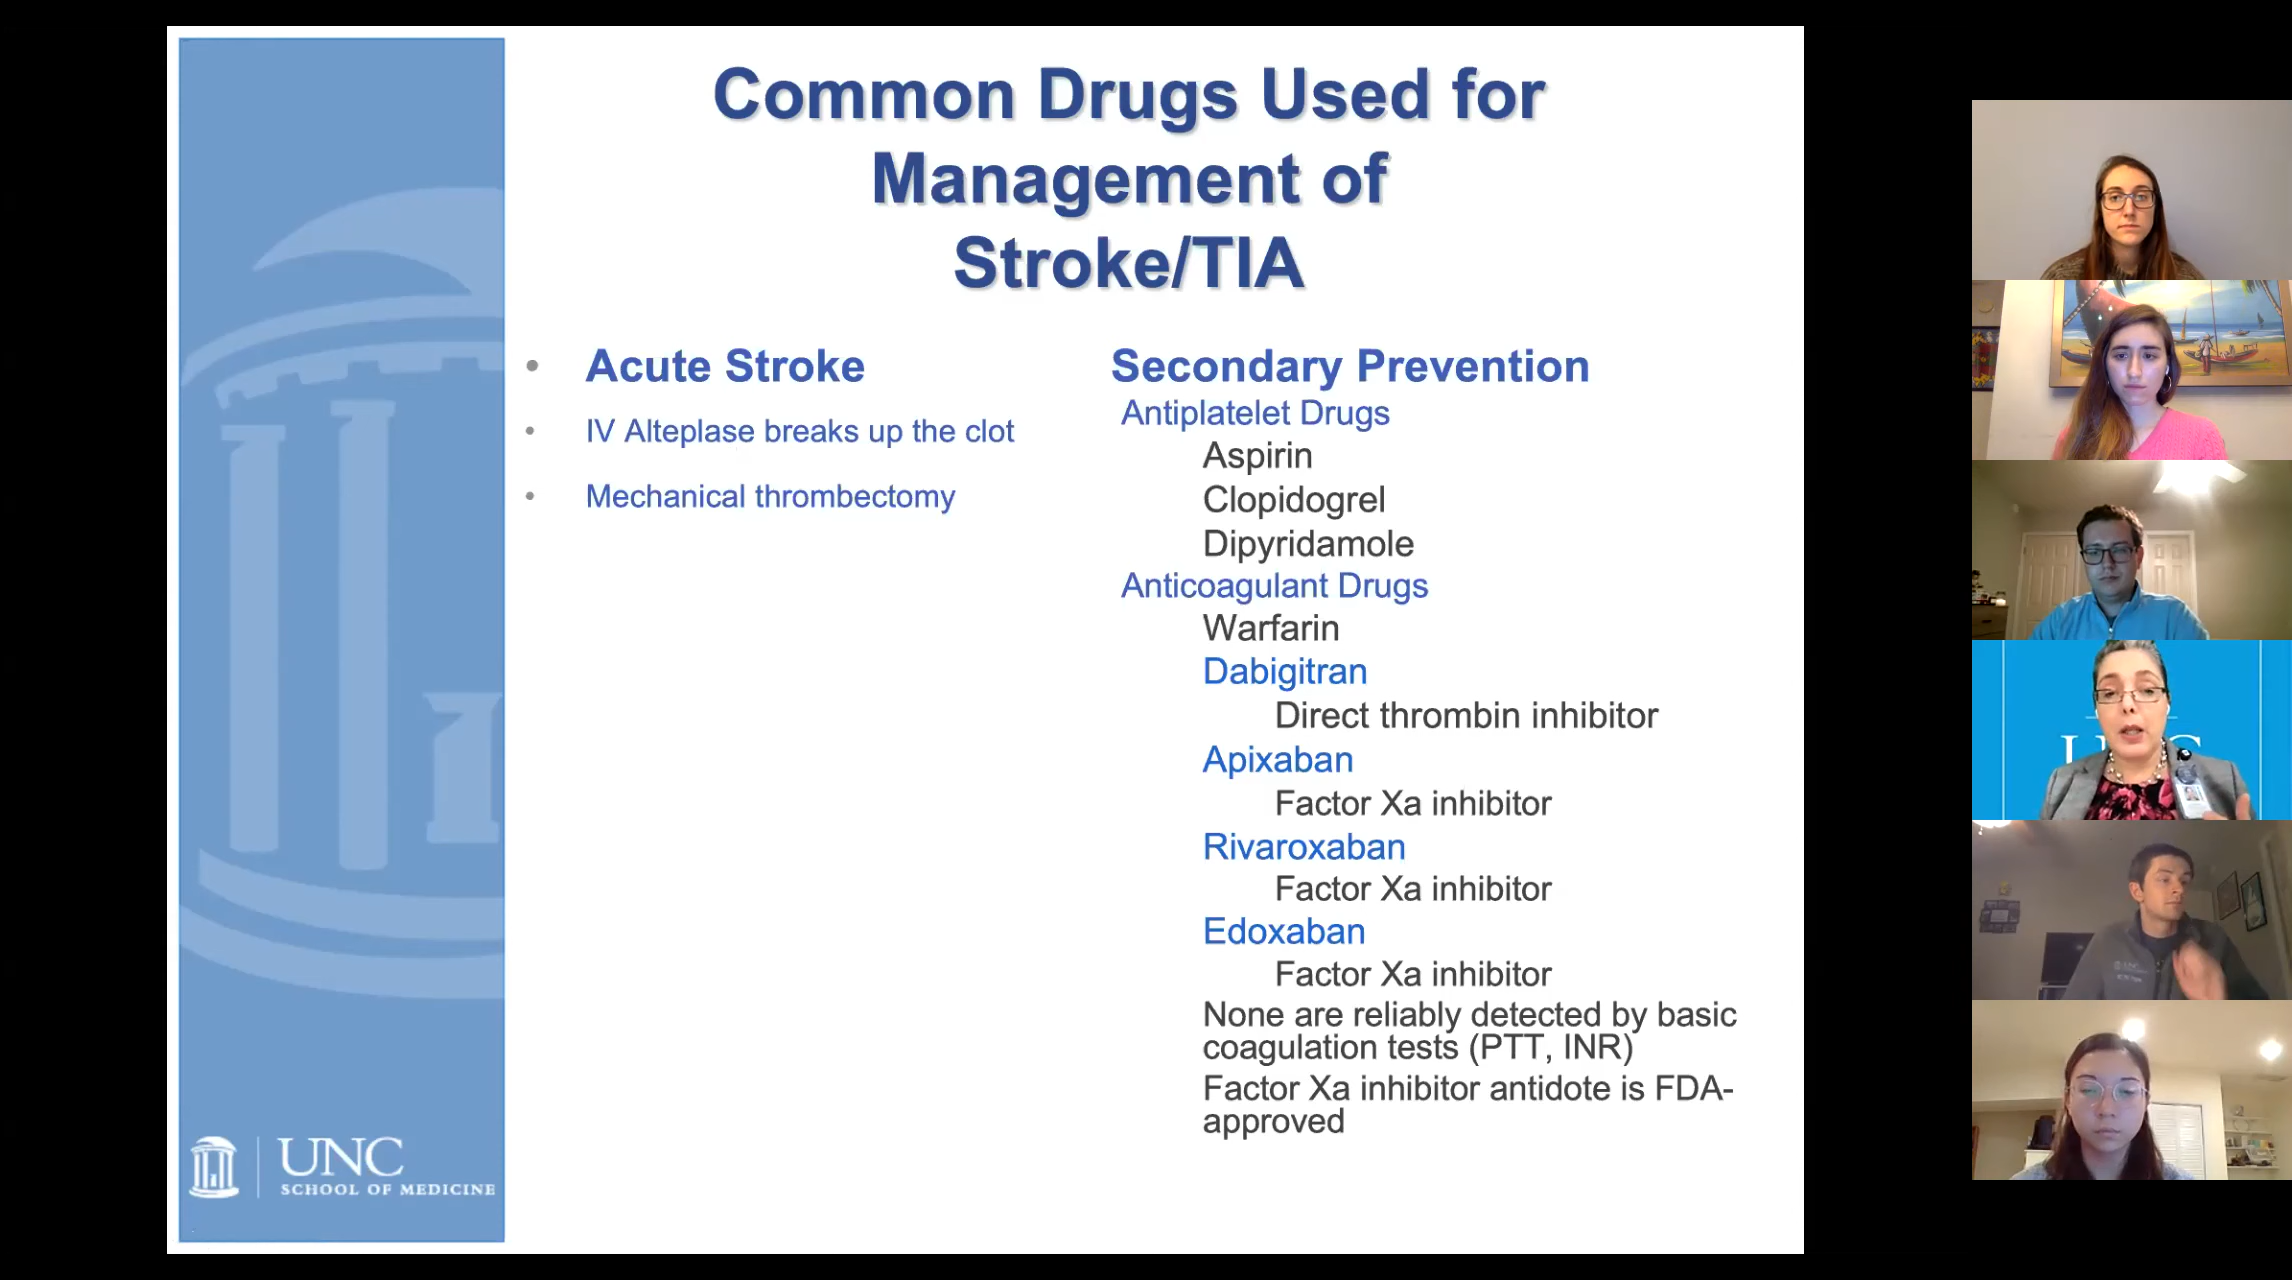 Common Drugs Used for
Management of
Stroke/TIA
• Acute Stroke
• IV Alteplase breaks up the clot
• Mechanical thrombectomy
Secondary Prevention
Antiplatelet Drugs
Aspirin
Clopidogrel
Dipyridamole
Anticoagulant Drugs
Warfarin
Dabigitran
Direct thrombin inhibitor
Apixaban
Factor Xa inhibitor
Rivaroxaban
Factor Xa inhibitor
Edoxaban
Factor Xa inhibitor
None are reliably detected by basic
coagulation tests (PTT, INR)
Factor Xa inhibitor antidote is FDA-
approved
UNC
SCHOOL OF MEDICINE
UNC